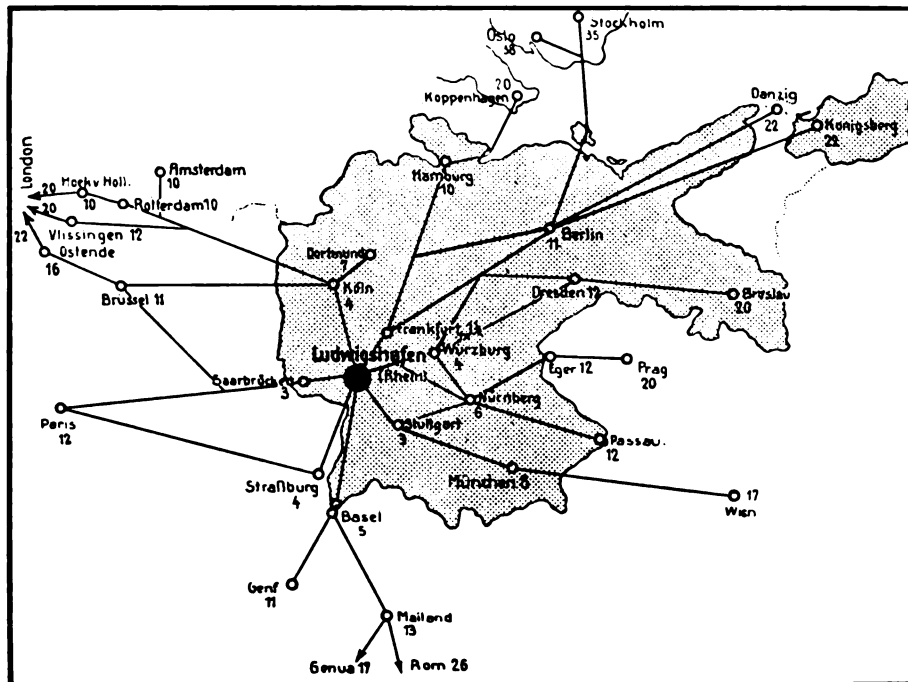 Stockholm
35
Oslo
38
20
Koppenhagen
Danzig
22
Königsberg
22
London
Amsterdam
10
20
Hoek v Holl.
10
Rotterdam 10
Hamburg
10
20
Vlissingen 12
22
Ostende
16
Berlin
11
Dortmund
7
Köln
4
Brüssel 11
Dresden 12
Breslau
20
Frankfurt
Würzburg
4
Ludwigshafen
(Rhein)
Eger 12
Prag
20
Saarbrücken
3
Nürnberg
6
Paris
12
Stuttgart
3
Passau.
12
München 6
Straßburg
4
17
Wien
Basel
5
Genf
11
Mailand
13
Genua 17
Rom 26